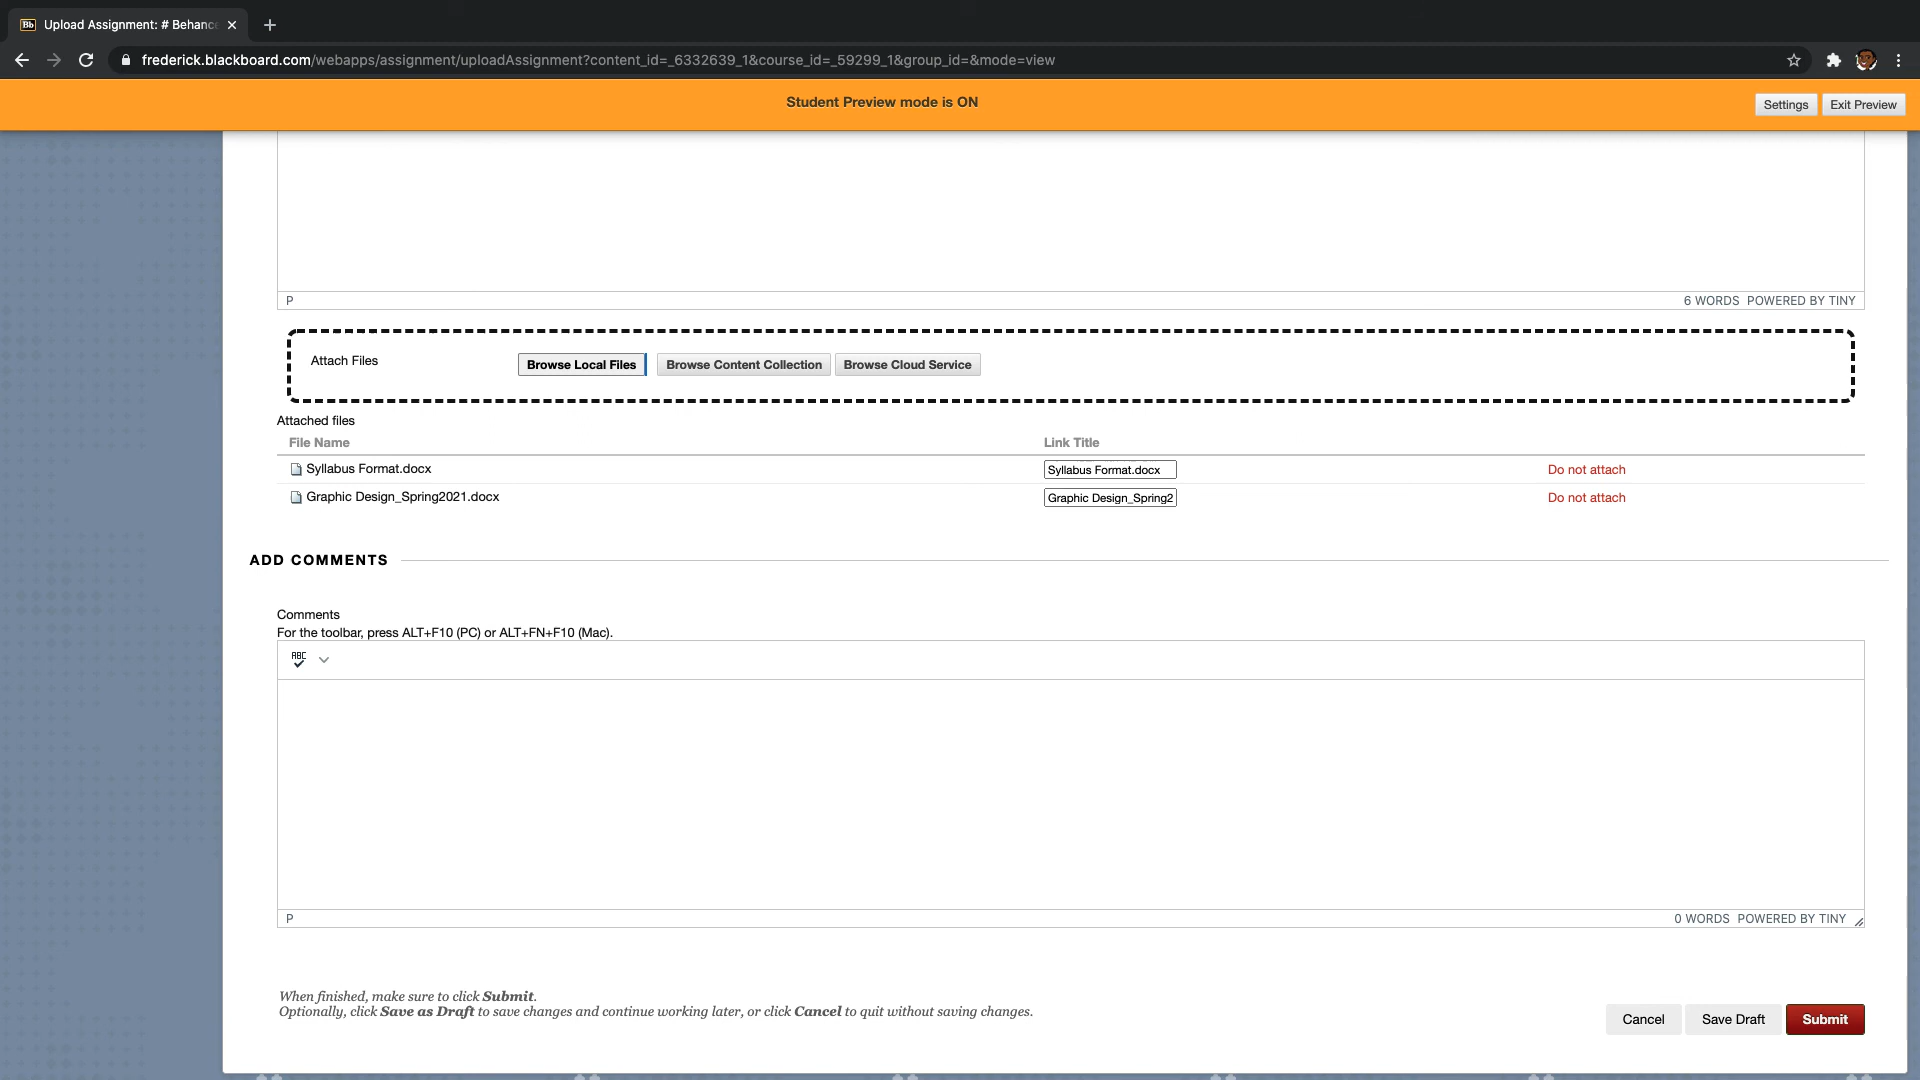 Bb Upload Assignment: # Behance
frederick.blackboard.com/webapps/assignment/uploadAssignment?content_id=_6332639_1&course_id=_59299_1&group_id=&mode=view
Student Preview mode is ON
Settings Exit Preview
P 6 WORDS POWERED BY TINY
Attach Files Browse Local Files Browse Content Collection Browse Cloud Service
Attached files
File Name Link Title
Syllabus Format.docx Syllabus Format.docx Do not attach
Graphic Design_Spring2021.docx Graphic Design_Spring2 Do not attach
ADD COMMENTS
Comments
For the toolbar, press ALT+F10 (PC) or ALT+FN+F10 (Mac).
ABC
P 0 WORDS POWERED BY TINY
When finished, make sure to click Submit.
Optionally, click Save as Draft to save changes and continue working later, or click Cancel to quit without saving changes.
Cancel Save Draft Submit